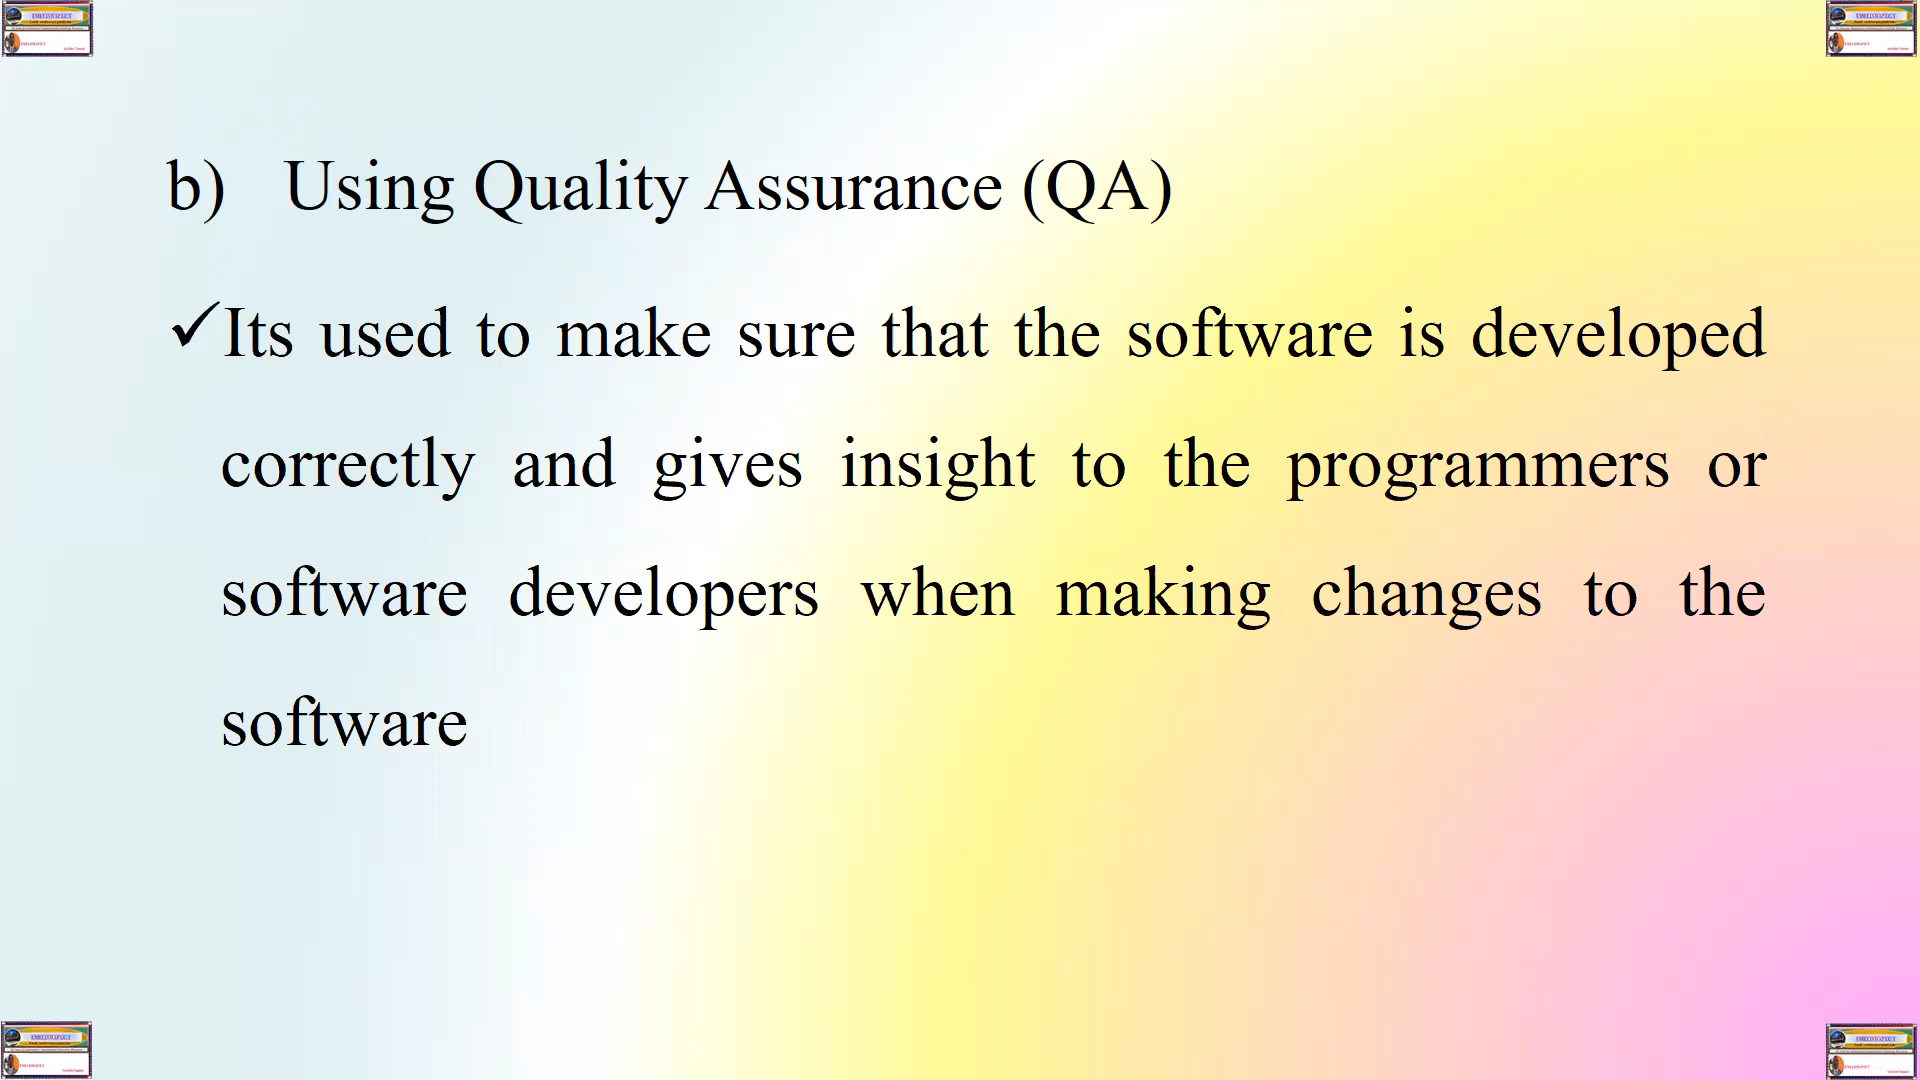 b) Using Quality Assurance (QA)
✓Its used to make sure that the software is developed
correctly and gives insight to the programmers or
software developers when making changes to the
software